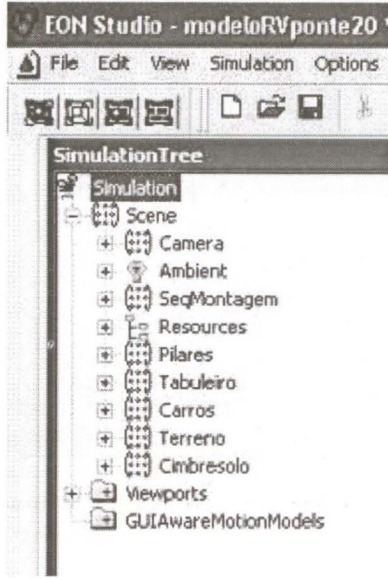 EON Studio - modeloRVponte20
File Edit View Simulation Options
SimulationTree
Simulation
Scene
Camera
Ambient
SeqMontagem
Resources
Pilares
Tabuleiro
Carros
Terreno
Cimbresolo
Viewports
GUIAwareMotionModels